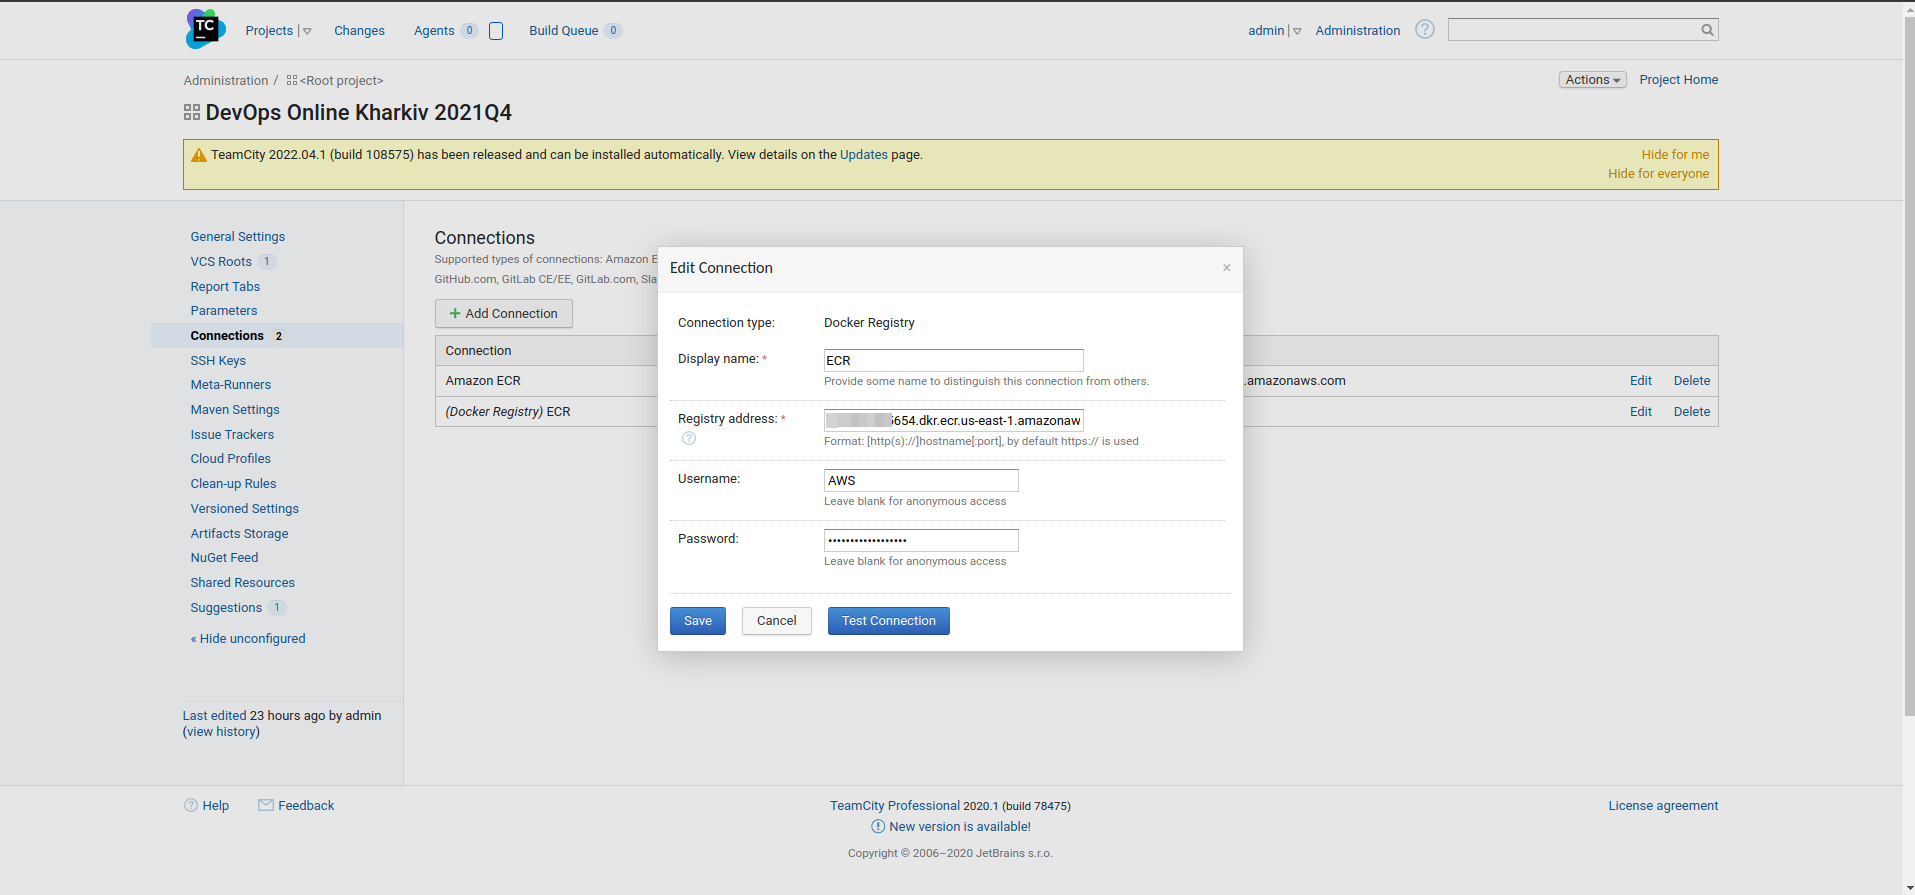 TC
Projects
Changes
Agents 0
Build Queue 0
admin
Administration
?
Administration / <Root project>
Actions
Project Home
DevOps Online Kharkiv 2021Q4
TeamCity 2022.04.1 (build 108575) has been released and can be installed automatically. View details on the Updates page.
Hide for me
Hide for everyone
General Settings
VCS Roots 1
Report Tabs
Parameters
Connections 2
SSH Keys
Meta-Runners
Maven Settings
Issue Trackers
Cloud Profiles
Clean-up Rules
Versioned Settings
Artifacts Storage
NuGet Feed
Shared Resources
Suggestions 1
« Hide unconfigured
Last edited 23 hours ago by admin
(view history)
Connections
Supported types of connections: Amazon E
GitHub.com, GitLab CE/EE, GitLab.com, Sla
+ Add Connection
Connection
Amazon ECR
.amazonaws.com
Edit
Delete
(Docker Registry) ECR
Edit
Delete
Edit Connection
×
Connection type:
Docker Registry
Display name: *
ECR
Provide some name to distinguish this connection from others.
Registry address: *
?
654.dkr.ecr.us-east-1.amazonaw
Format: [http(s)://]hostname[:port], by default https:// is used
Username:
AWS
Leave blank for anonymous access
Password:
••••••••••••••••••
Leave blank for anonymous access
Save
Cancel
Test Connection
? Help
Feedback
TeamCity Professional 2020.1 (build 78475)
New version is available!
Copyright © 2006–2020 JetBrains s.r.o.
License agreement